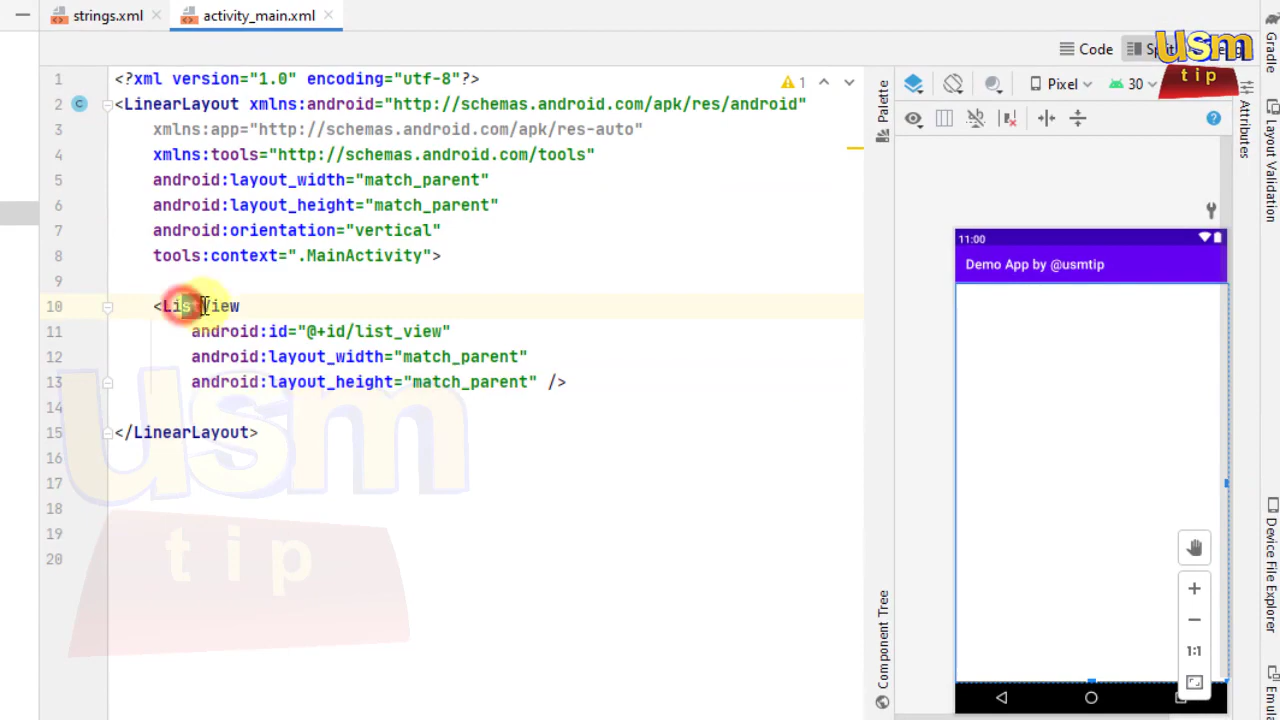 strings.xml
activity_main.xml
Code
Split
usm
tip
Gradle
1 <?xml version="1.0" encoding="utf-8"?>
1
2 <LinearLayout xmlns:android="http://schemas.android.com/apk/res/android"
3 xmlns:app="http://schemas.android.com/apk/res-auto"
4 xmlns:tools="http://schemas.android.com/tools"
5 android:layout_width="match_parent"
6 android:layout_height="match_parent"
7 android:orientation="vertical"
8 tools:context=".MainActivity">
9
10 <ListView
11 android:id="@+id/list_view"
12 android:layout_width="match_parent"
13 android:layout_height="match_parent" />
14
15 </LinearLayout>
16
17
18
19
20
usm
tip
Palette
Component Tree
Pixel
30
11:00
Demo App by @usmtip
1:1
Attributes
Layout Validation
Device File Explorer